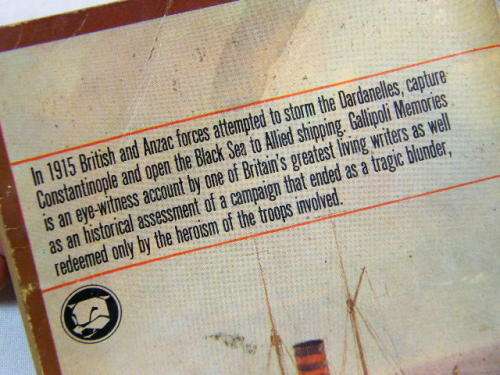 In 1915 British and Anzac forces attempted to storm the Dardanelles, capture
Constantinople and open the Black Sea to Allied shipping. Gallipoli Memories
is an eye-witness account by one of Britain's greatest living writers as well
as an historical assessment of a campaign that ended as a tragic blunder,
redeemed only by the heroism of the troops involved.